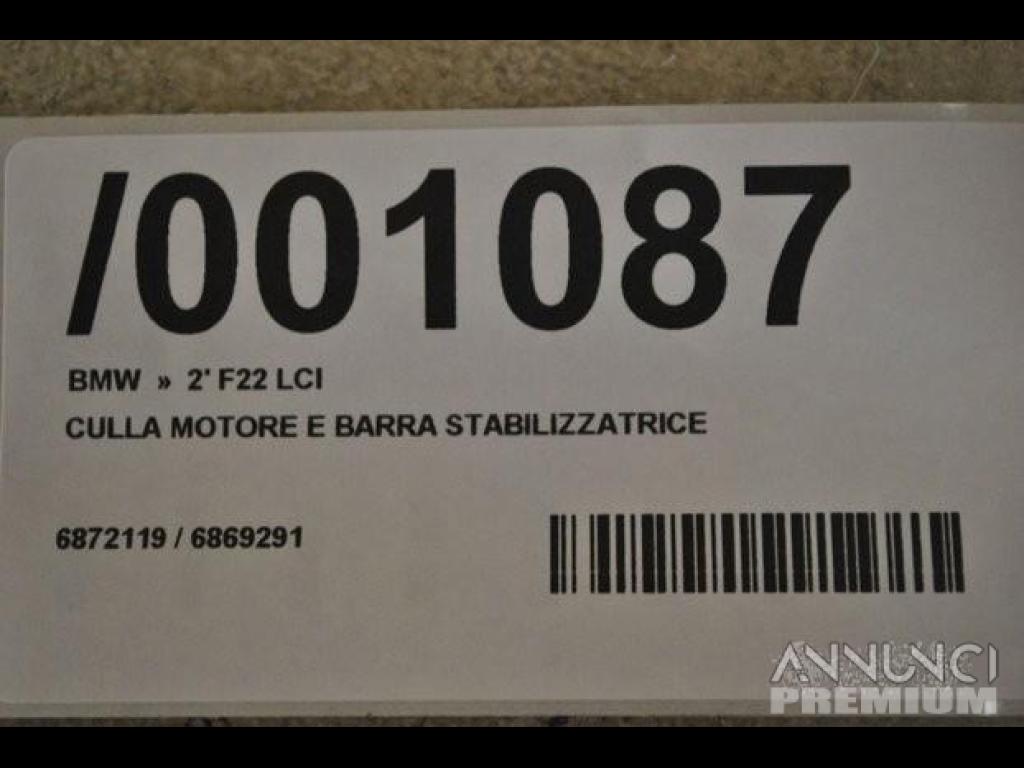 /001087
BMW » 2' F22 LCI
CULLA MOTORE E BARRA STABILIZZATRICE
6872119 / 6869291
ANNUNCI
PREMIUM